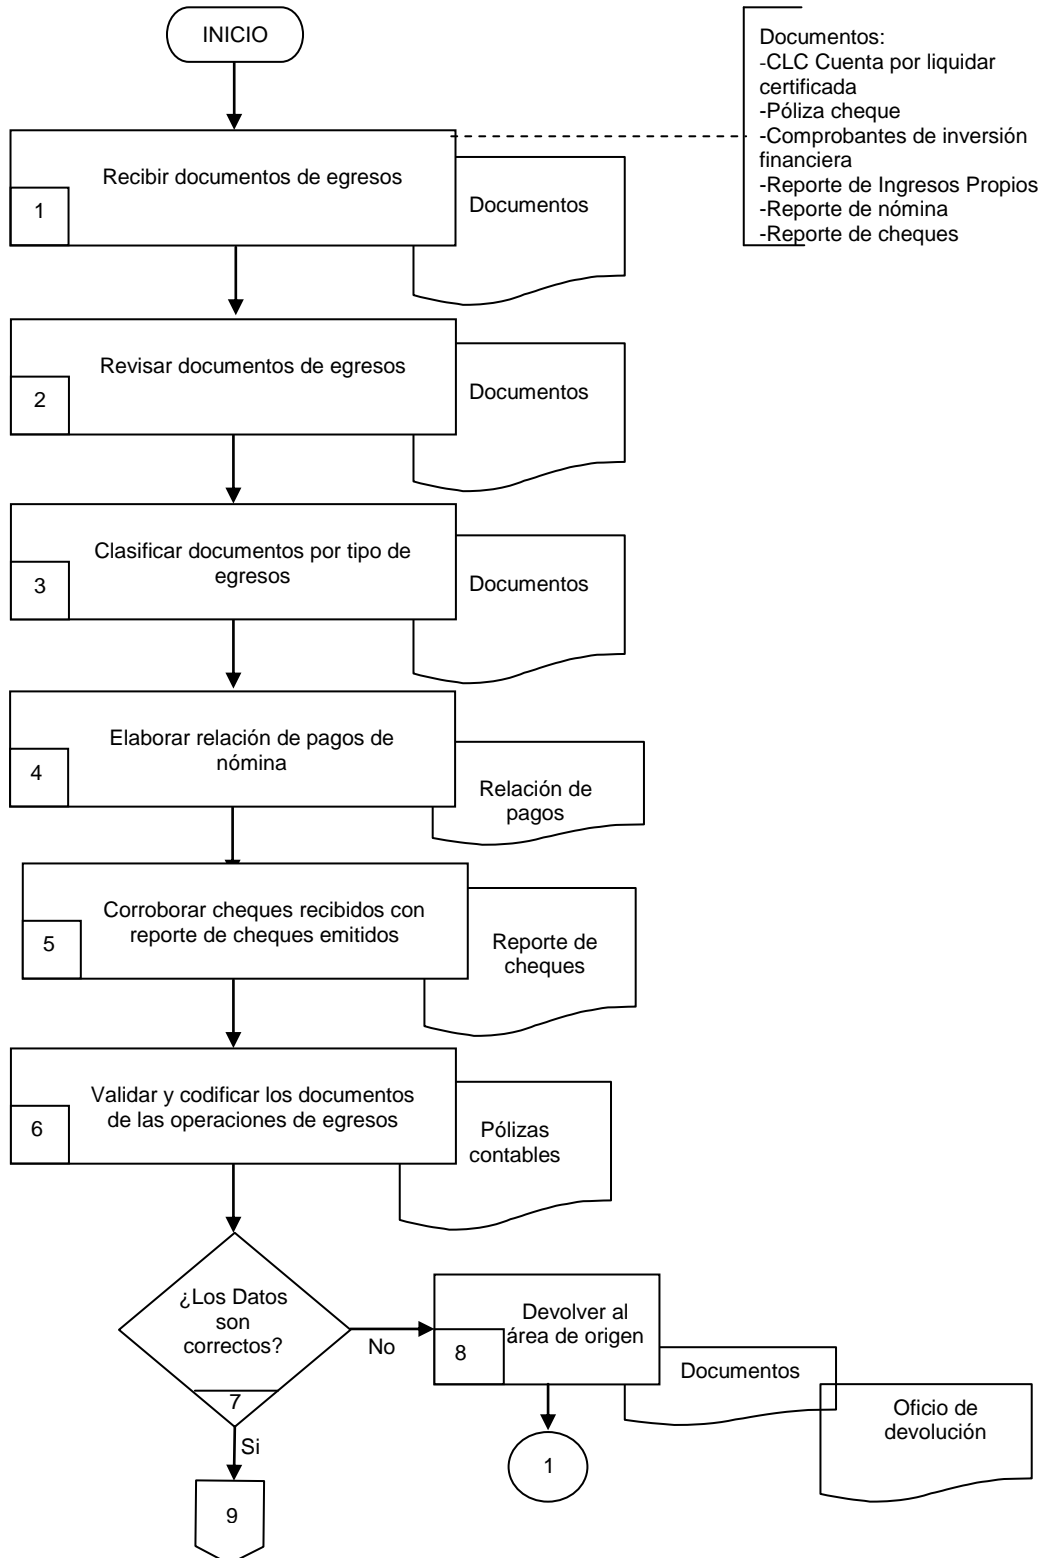 INICIO
Documentos:
-CLC Cuenta por liquidar
certificada
-Póliza cheque
-Comprobantes de inversión
financiera
-Reporte de Ingresos Propios
-Reporte de nómina
-Reporte de cheques
Recibir documentos de egresos
1
Documentos
Revisar documentos de egresos
2
Documentos
Clasificar documentos por tipo de
egresos
3
Documentos
Elaborar relación de pagos de
nómina
4
Relación de
pagos
Corroborar cheques recibidos con
reporte de cheques emitidos
5
Reporte de
cheques
Validar y codificar los documentos
de las operaciones de egresos
6
Pólizas
contables
¿Los Datos
son
correctos?
7
No
Si
Devolver al
área de origen
8
Documentos
Oficio de
devolución
1
9